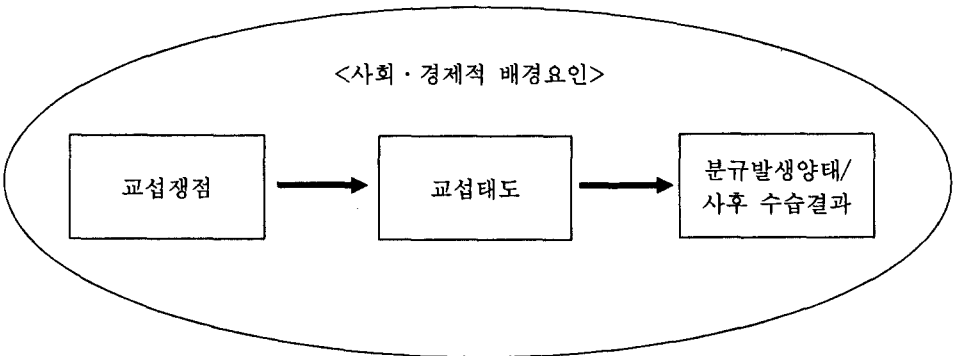 <사회·경제적 배경요인>
교섭쟁점
교섭태도
분규발생양태/
사후 수습결과